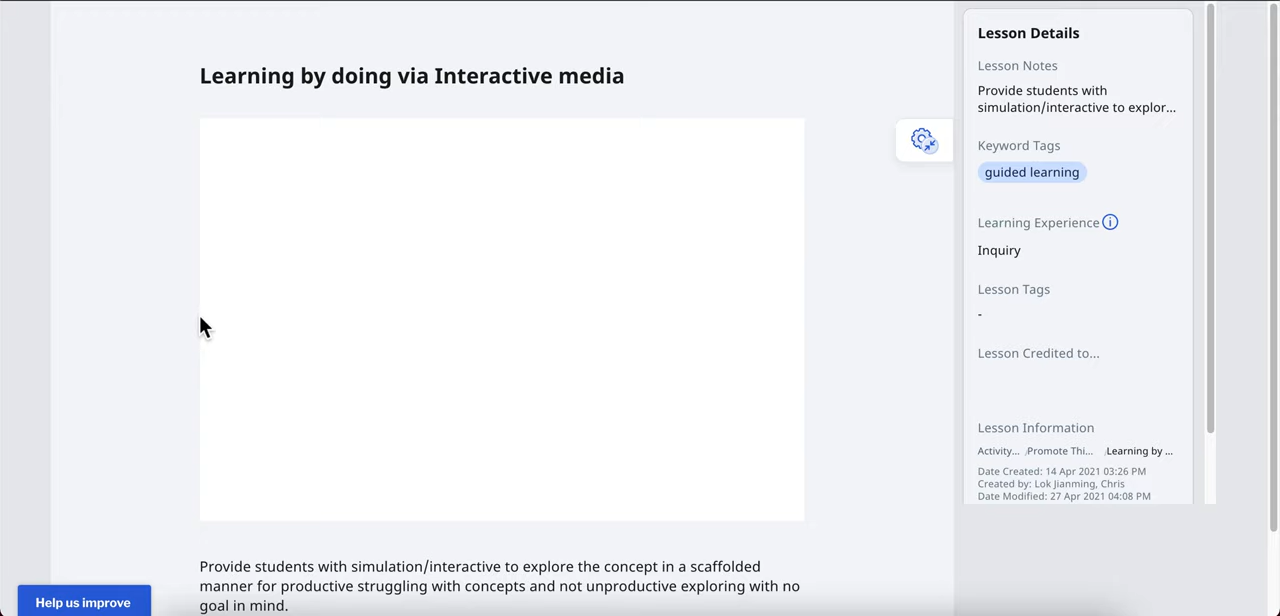 Learning by doing via Interactive media
Provide students with simulation/interactive to explore the concept in a scaffolded
manner for productive struggling with concepts and not unproductive exploring with no
goal in mind.
Help us improve
Lesson Details
Lesson Notes
Provide students with
simulation/interactive to explor...
Keyword Tags
guided learning
Learning Experience
Inquiry
Lesson Tags
-
Lesson Credited to...
Lesson Information
Activity... /Promote Thi... /Learning by ...
Date Created: 14 Apr 2021 03:26 PM
Created by: Lok Jianming, Chris
Date Modified: 27 Apr 2021 04:08 PM